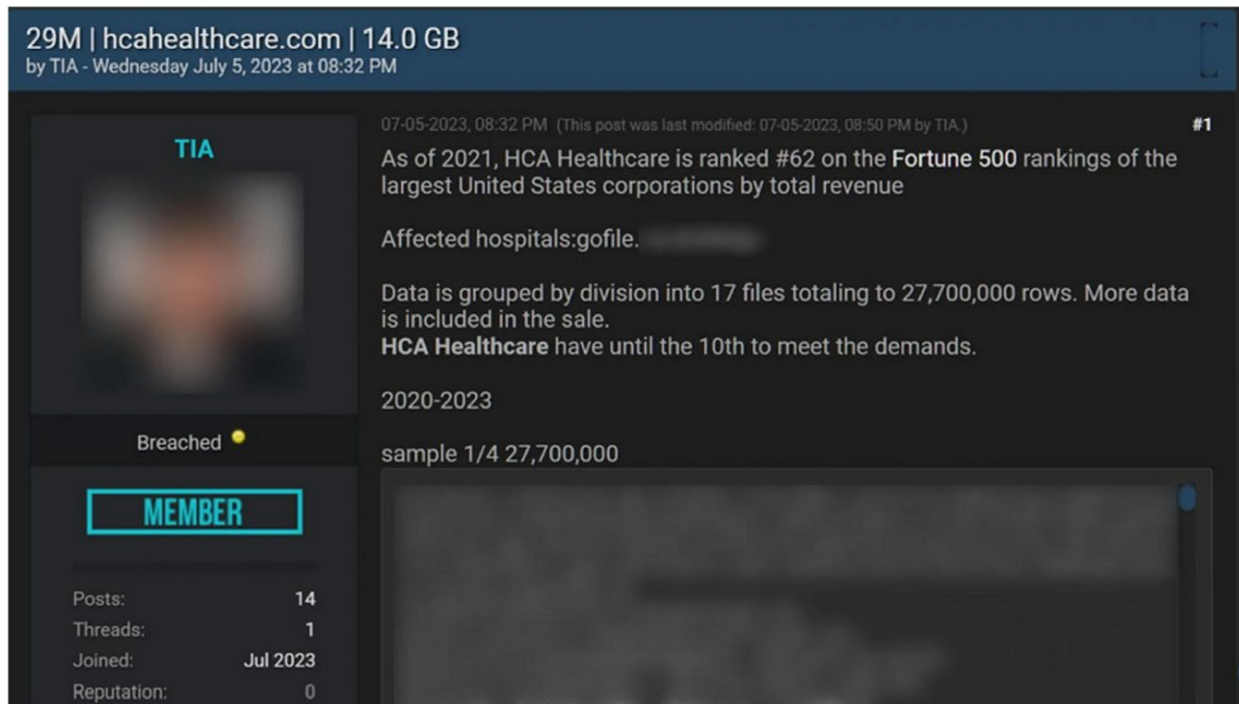 29M | hcahealthcare.com | 14.0 GB
by TIA - Wednesday July 5, 2023 at 08:32 PM
TIA
Breached
MEMBER
Posts: 14
Threads: 1
Joined: Jul 2023
Reputation: 0
07-05-2023, 08:32 PM (This post was last modified: 07-05-2023, 08:50 PM by TIA.) #1
As of 2021, HCA Healthcare is ranked #62 on the Fortune 500 rankings of the
largest United States corporations by total revenue
Affected hospitals:gofile.
Data is grouped by division into 17 files totaling to 27,700,000 rows. More data
is included in the sale.
HCA Healthcare have until the 10th to meet the demands.
2020-2023
sample 1/4 27,700,000